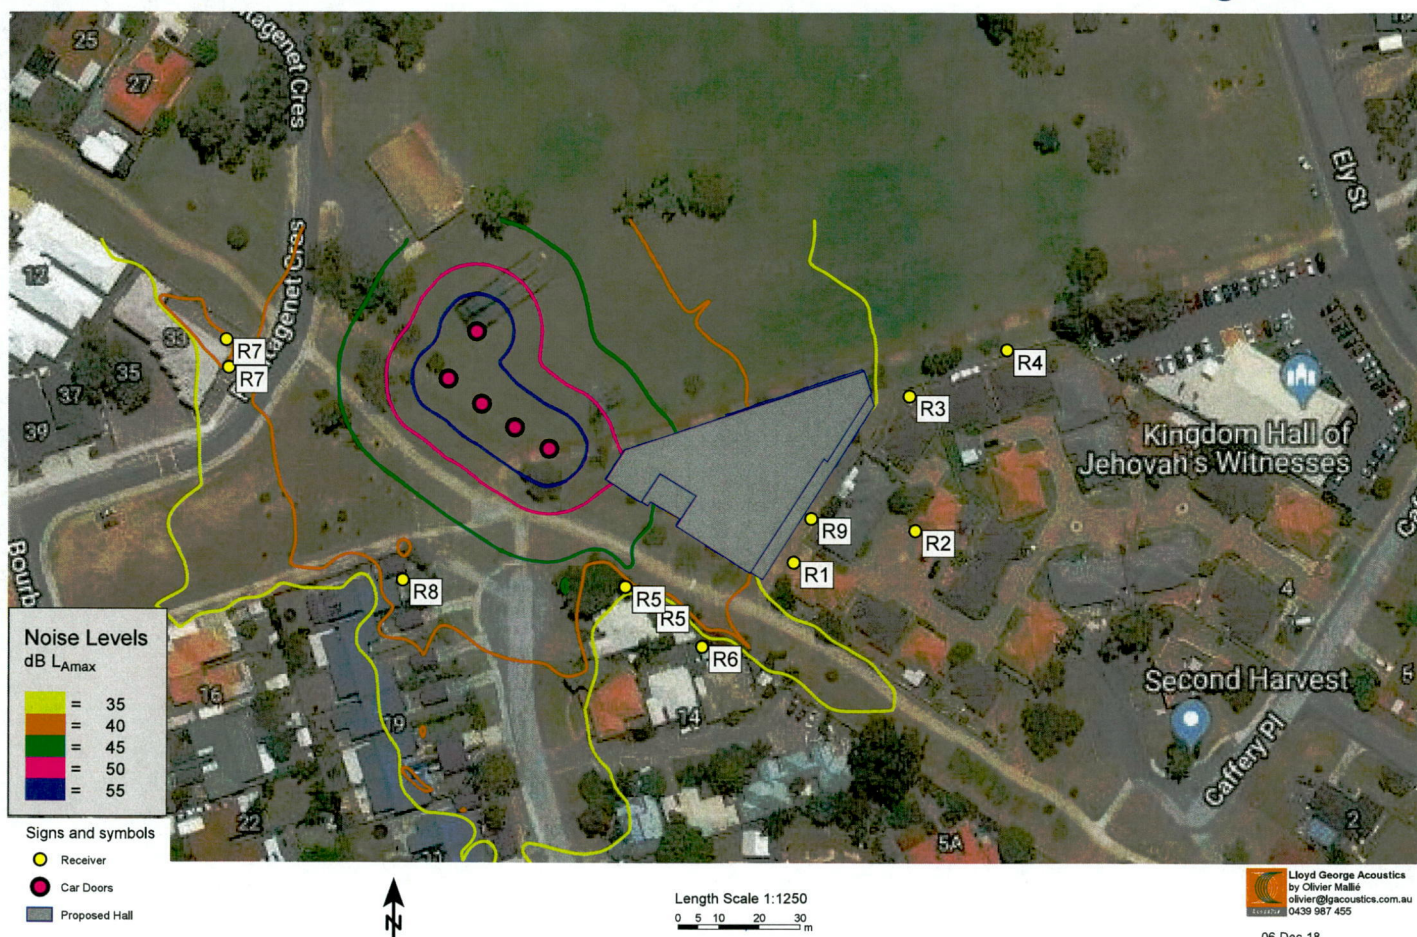 25
27
Plantagenet Cres
Ely St
12
33
35
37
39
R7
R7
R4
R3
Kingdom Hall of
Jehovah's Witnesses
R9
R2
R1
R8
R5
R5
R6
4
Second Harvest
Caffery Pl
5
2
5A
14
16
19
22
Bourb
Noise Levels
dB LAmax
= 35
= 40
= 45
= 50
= 55
Signs and symbols
Receiver
Car Doors
Proposed Hall
N
Length Scale 1:1250
0 5 10 20 30
m
Lloyd George Acoustics
by Olivier Mallié
olivier@lgacoustics.com.au
0439 987 455
06-Dec-18